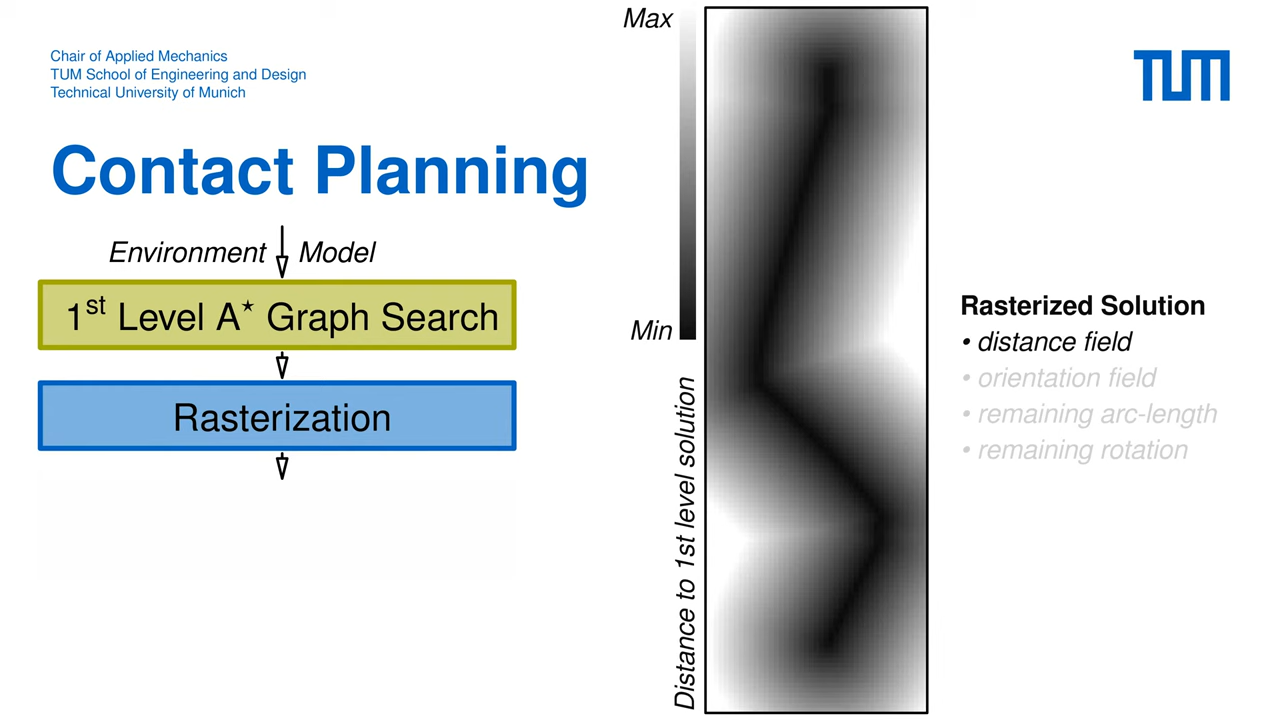 Chair of Applied Mechanics
TUM School of Engineering and Design
Technical University of Munich
TUM
Contact Planning
Environment Model
1st Level A* Graph Search
Rasterization
Max
Min
Distance to 1st level solution
Rasterized Solution
• distance field
• orientation field
• remaining arc-length
• remaining rotation